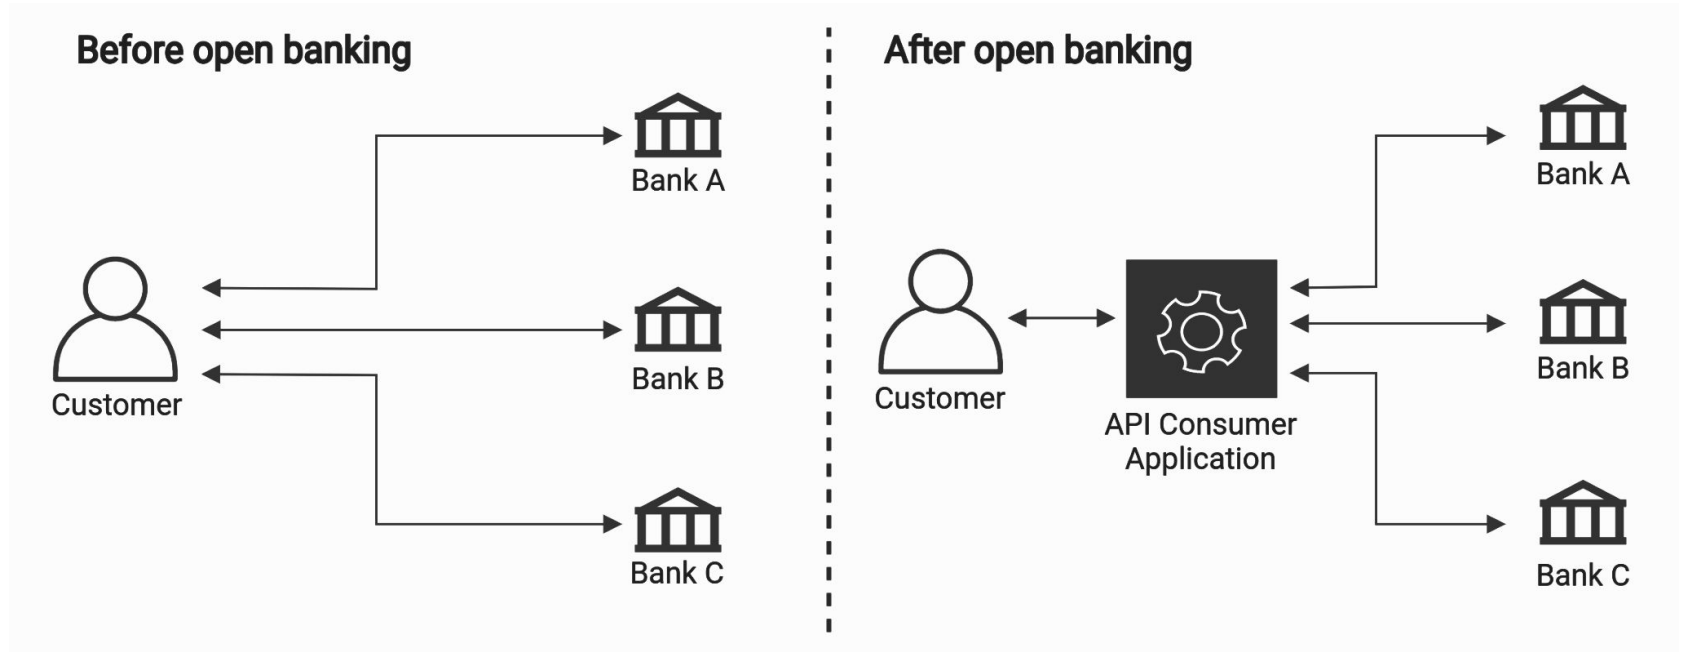 Before open banking
Bank A
Bank B
Customer
Bank C
After open banking
Bank A
Bank B
Customer
API Consumer
Application
Bank C